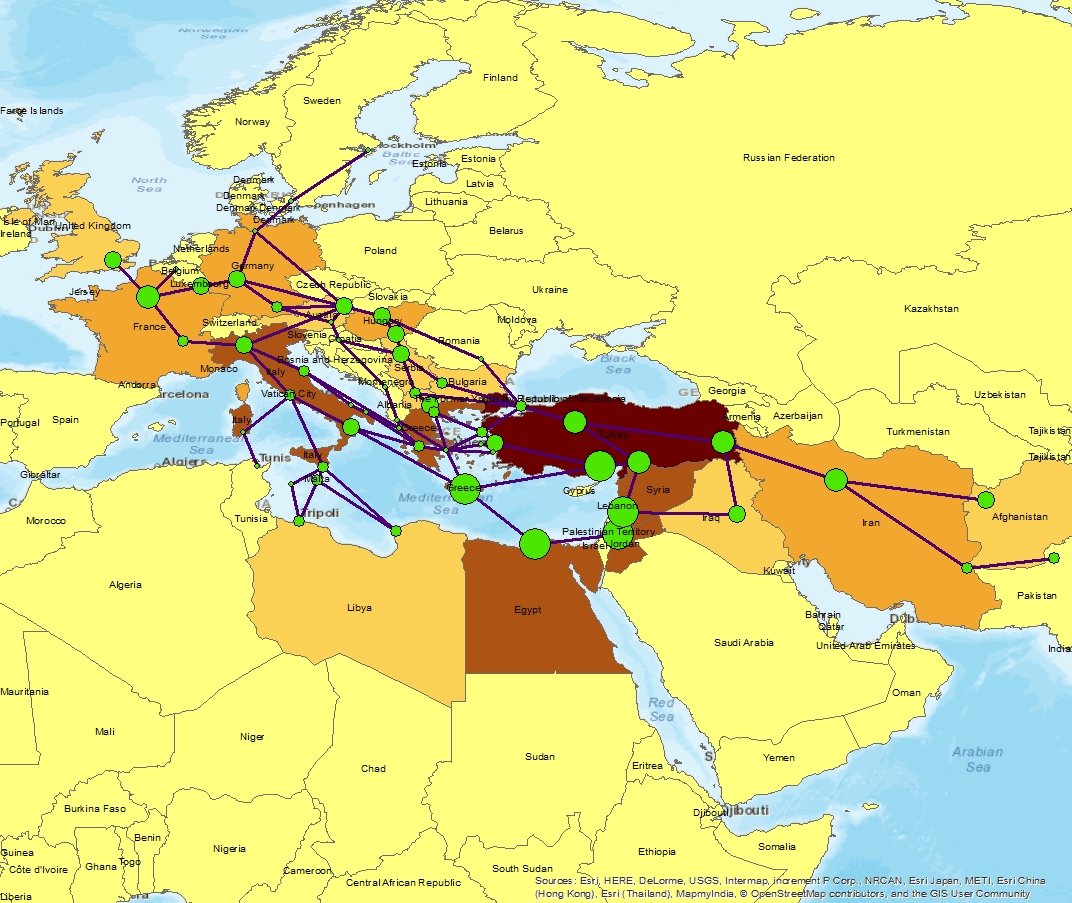 Norwegian
Sea
Finland
Sweden
Faroe Islands
Norway
Russian Federation
Baltic
Sea
Estonia
Estonia
North
Sea
Denmark
Latvia
Denmark
Lithuania
Isle of Man
United Kingdom
Ireland
Belarus
Netherlands
Poland
Belgium
Germany
Luxembourg
Czech Republic
Jersey
Ukraine
Slovakia
Kazakhstan
France
Switzerland
Austria
Hungary
Moldova
Slovenia
Croatia
Romania
Bosnia and Herzegovina
Black
Sea
Serbia
Monaco
Italy
Andorra
Montenegro
Bulgaria
Georgia
Uzbekistan
arcelona
Vatican City
Albania
Armenia
Azerbaijan
Portugal
Spain
Italy
Greece
Turkey
Turkmenistan
Tajikistan
Mediterranean
Sea
Italy
Tajikistan
Algiers
Tunis
Gibraltar
Malta
Greece
Cyprus
Syria
Mediterranean
Sea
Lebanon
Tripoli
Morocco
Tunisia
Iraq
Iran
Afghanistan
Palestinian Territory
Israel
Jordan
Kuwait
Algeria
Libya
Egypt
Pakistan
Bahrain
Qatar
Saudi Arabia
United Arab Emirates
India
Mauritania
Oman
Red
Sea
Mali
Niger
Chad
Sudan
Eritrea
Yemen
Arabian
Sea
Burkina Faso
Djibouti
Djibouti
Benin
Guinea
Côte d'Ivoire
Ghana
Togo
Nigeria
Cameroon
Central African Republic
South Sudan
Ethiopia
Somalia
Liberia
Sources: Esri, HERE, DeLorme, USGS, Intermap, increment P Corp., NRCAN, Esri Japan, METI, Esri China
(Hong Kong), Esri (Thailand), MapmyIndia, © OpenStreetMap contributors, and the GIS User Community